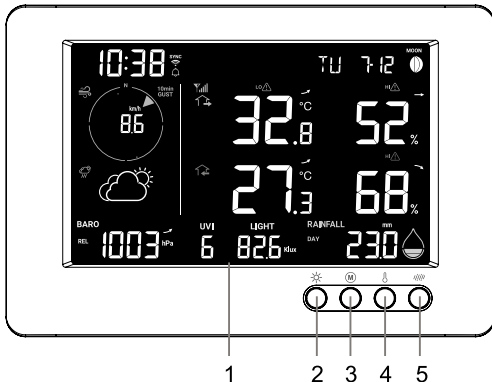 10:38 SYNC TU 7-12 MOON
N 10min GUST
km/h
8.6
LO HI
32.8 °C 52 %
HI
27.3 °C 68 %
BARO UVI LIGHT RAINFALL mm
REL 1003 hPa 6 82.6 Klux DAY 23.0
M
1 2 3 4 5